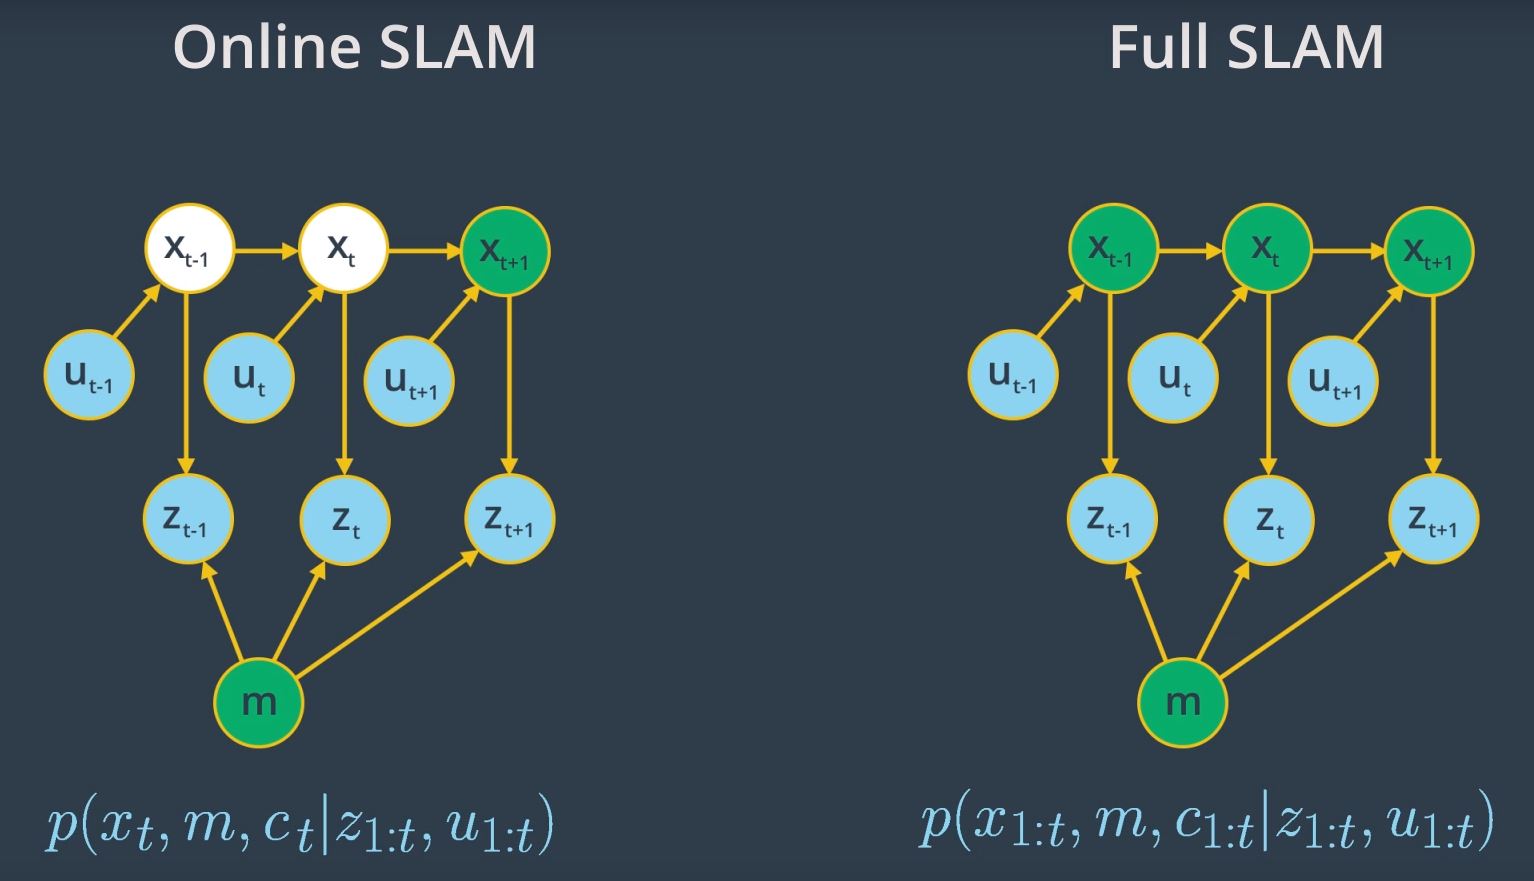 Online SLAM
Full SLAM
x_{t-1} x_t x_{t+1}
x_{t-1} x_t x_{t+1}
u_{t-1} u_t u_{t+1}
u_{t-1} u_t u_{t+1}
z_{t-1} z_t z_{t+1}
z_{t-1} z_t z_{t+1}
m
m
p(x_t, m, c_t|z_{1:t}, u_{1:t})
p(x_{1:t}, m, c_{1:t}|z_{1:t}, u_{1:t})